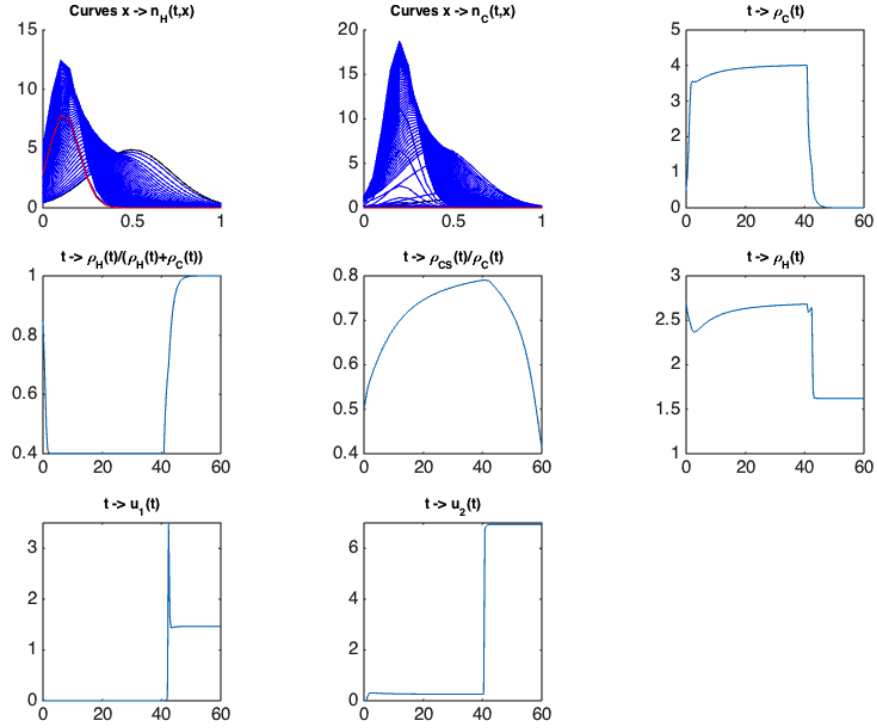 Curves x -> n_H(t,x)
Curves x -> n_C(t,x)
t -> ρ_C(t)
15
10
5
0
0 0.5 1
20
15
10
5
0
0 0.5 1
5
4
3
2
1
0
0 20 40 60
t -> ρ_H(t)/(ρ_H(t)+ρ_C(t))
t -> ρ_CS(t)/ρ_C(t)
t -> ρ_H(t)
1
0.8
0.6
0.4
0 20 40 60
0.8
0.7
0.6
0.5
0.4
0 20 40 60
3
2.5
2
1.5
1
0 20 40 60
t -> u_1(t)
t -> u_2(t)
3
2
1
0
0 20 40 60
6
4
2
0
0 20 40 60